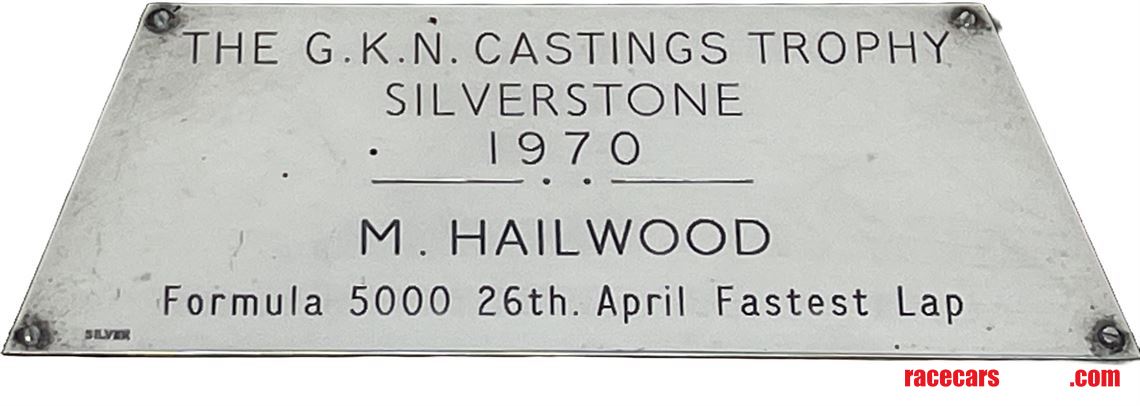 THE G.K.N. CASTINGS TROPHY
SILVERSTONE
1970
M. HAILWOOD
Formula 5000 26th. April Fastest Lap
SILVER
racecars .com